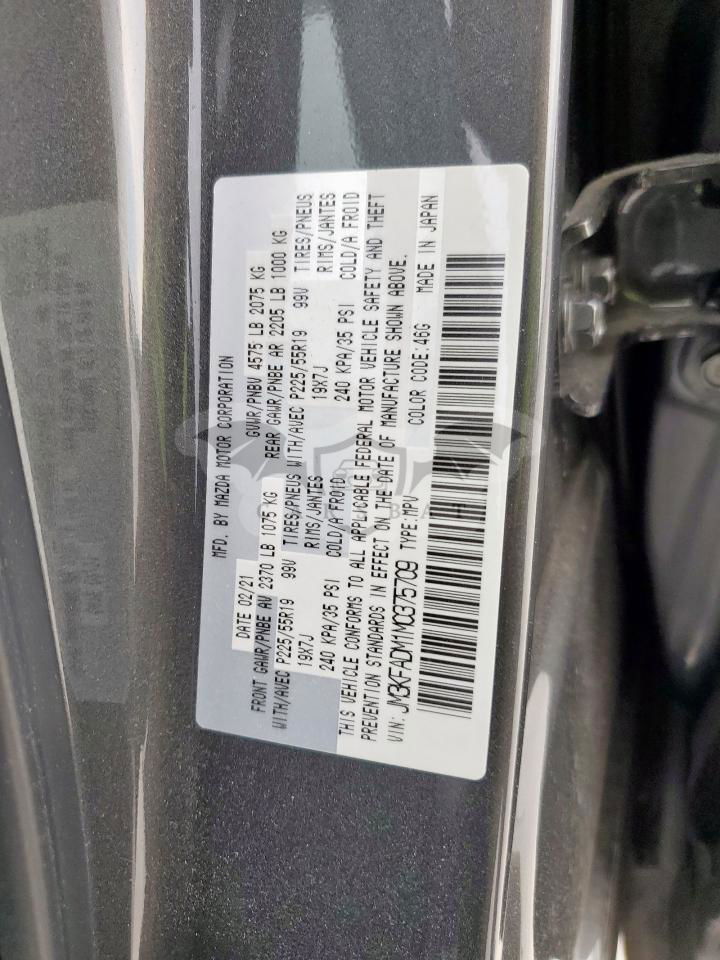 MFD. BY MAZDA MOTOR CORPORATION
DATE 02/21 GVWR/PNBV 4575 LB 2075 KG
FRONT GAWR/PNBE AV 2370 LB 1075 KG REAR GAWR/PNBE AR 2205 LB 1000 KG
WITH/AVEC P225/55R19 99V TIRES/PNEUS WITH/AVEC P225/55R19 99V TIRES/PNEUS
19X7J RIMS/JANTES 19X7J RIMS/JANTES
240 KPA/35 PSI COLD/A FROID 240 KPA/35 PSI COLD/A FROID
THIS VEHICLE CONFORMS TO ALL APPLICABLE FEDERAL MOTOR VEHICLE SAFETY AND THEFT
PREVENTION STANDARDS IN EFFECT ON THE DATE OF MANUFACTURE SHOWN ABOVE.
VIN: JM3KFADM1M0375709 TYPE:MPV COLOR CODE:46G MADE IN JAPAN